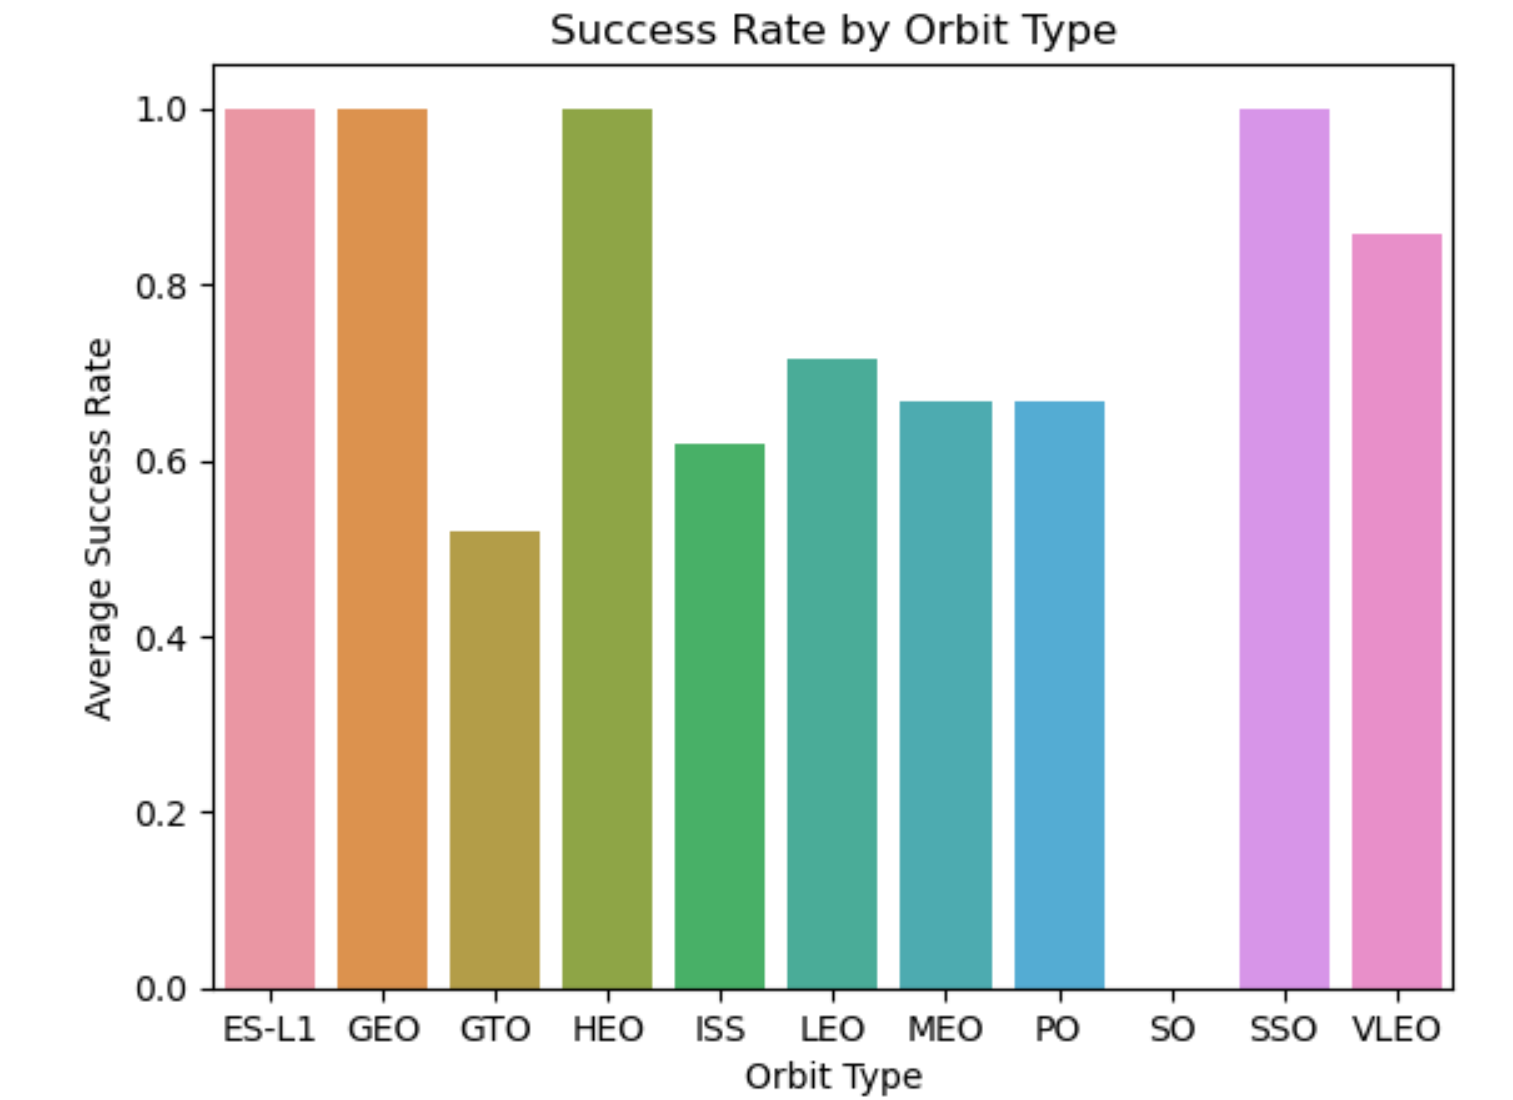 Success Rate by Orbit Type
Average Success Rate
1.0
0.8
0.6
0.4
0.2
0.0
ES-L1 GEO GTO HEO ISS LEO MEO PO SO SSO VLEO
Orbit Type